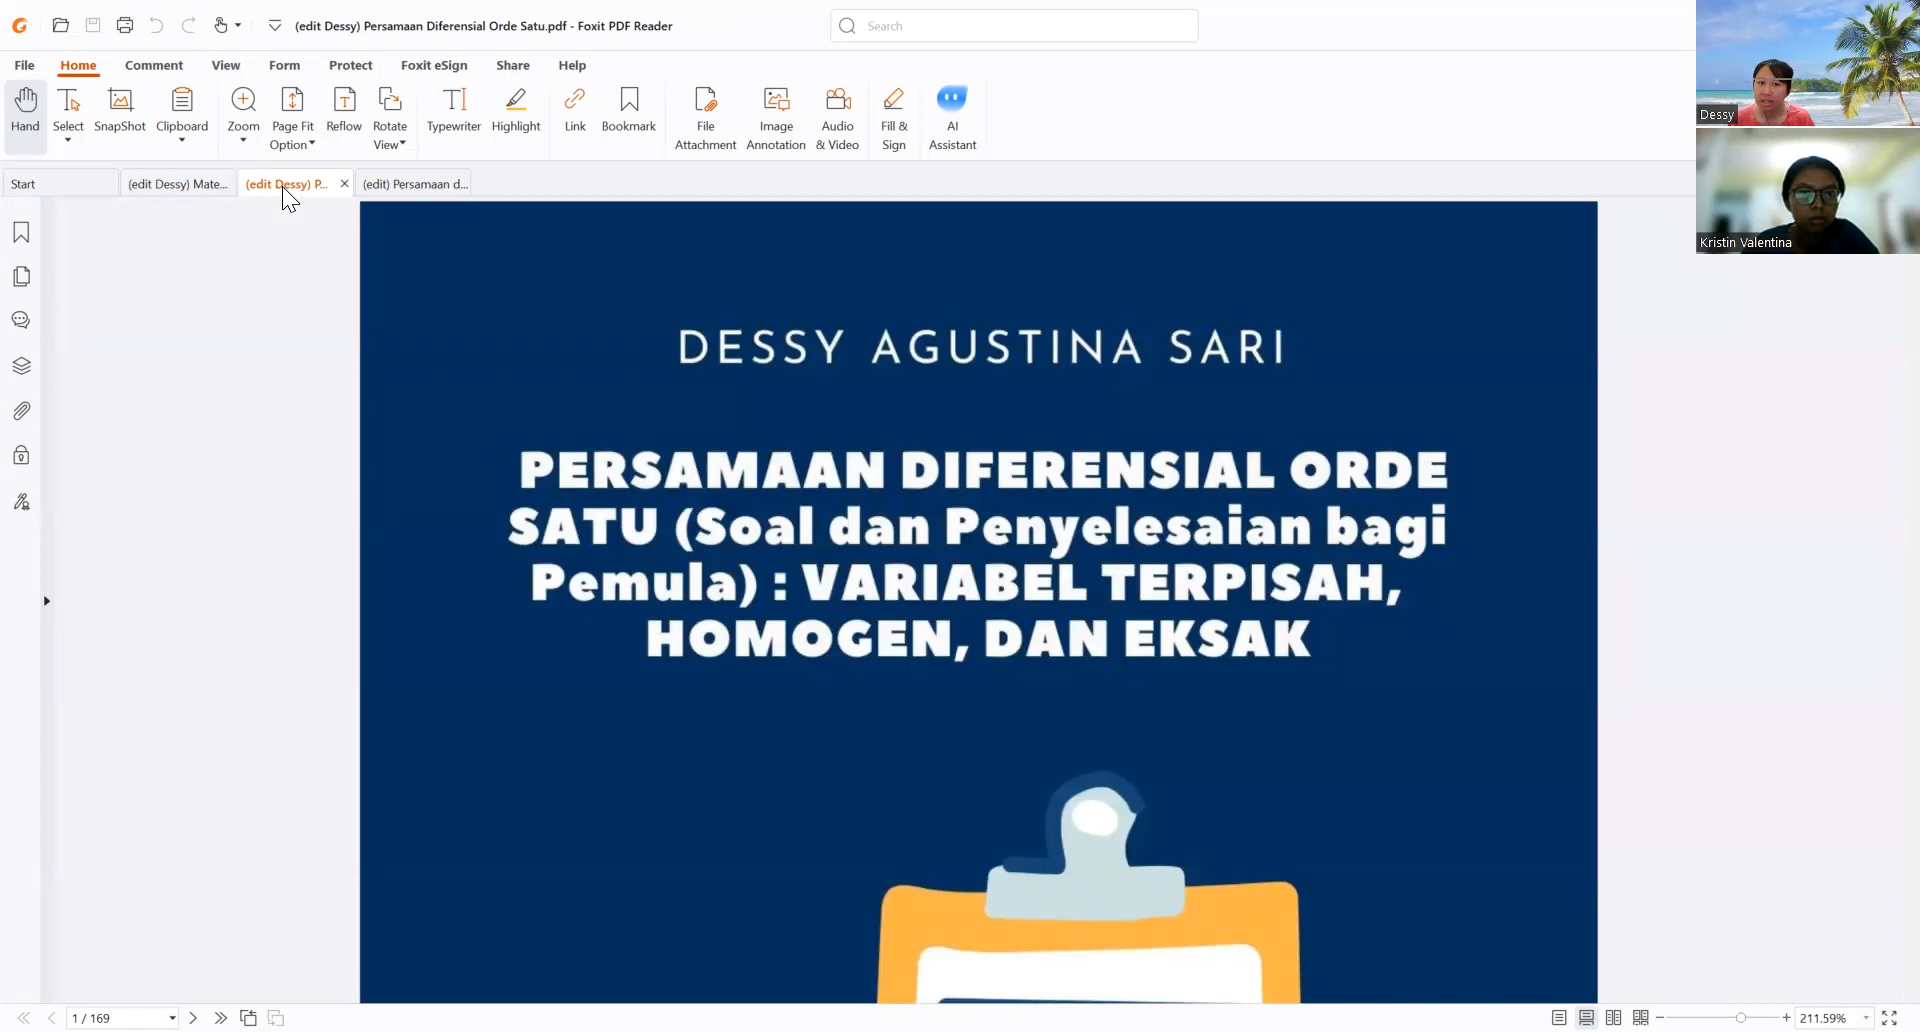 (edit Dessy) Persamaan Diferensial Orde Satu.pdf - Foxit PDF Reader
Search
File Home Comment View Form Protect Foxit eSign Share Help
Hand
Select
SnapShot
Clipboard
Zoom
Page Fit Option
Reflow
Rotate View
Typewriter
Highlight
Link
Bookmark
File Attachment
Image Annotation
Audio & Video
Fill & Sign
AI Assistant
Start
(edit Dessy) Mate...
(edit Dessy) P...
(edit) Persamaan d...
Dessy
Kristin Valentina
DESSY AGUSTINA SARI
PERSAMAAN DIFERENSIAL ORDE
SATU (Soal dan Penyelesaian bagi
Pemula) : VARIABEL TERPISAH,
HOMOGEN, DAN EKSAK
1 / 169
211.59%